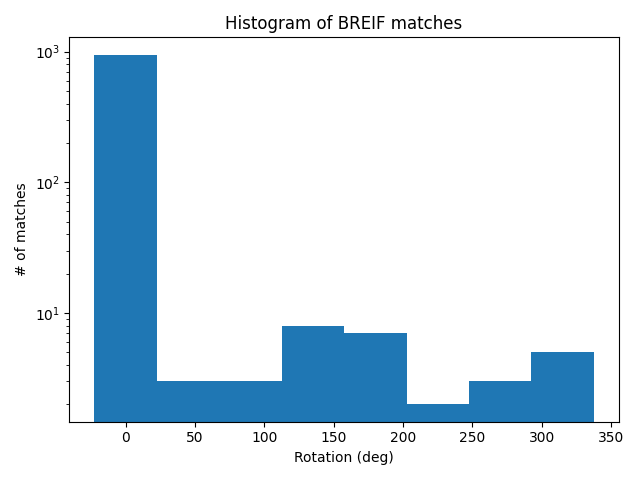 Histogram of BREIF matches
# of matches
10³
10²
10¹
0 50 100 150 200 250 300 350
Rotation (deg)